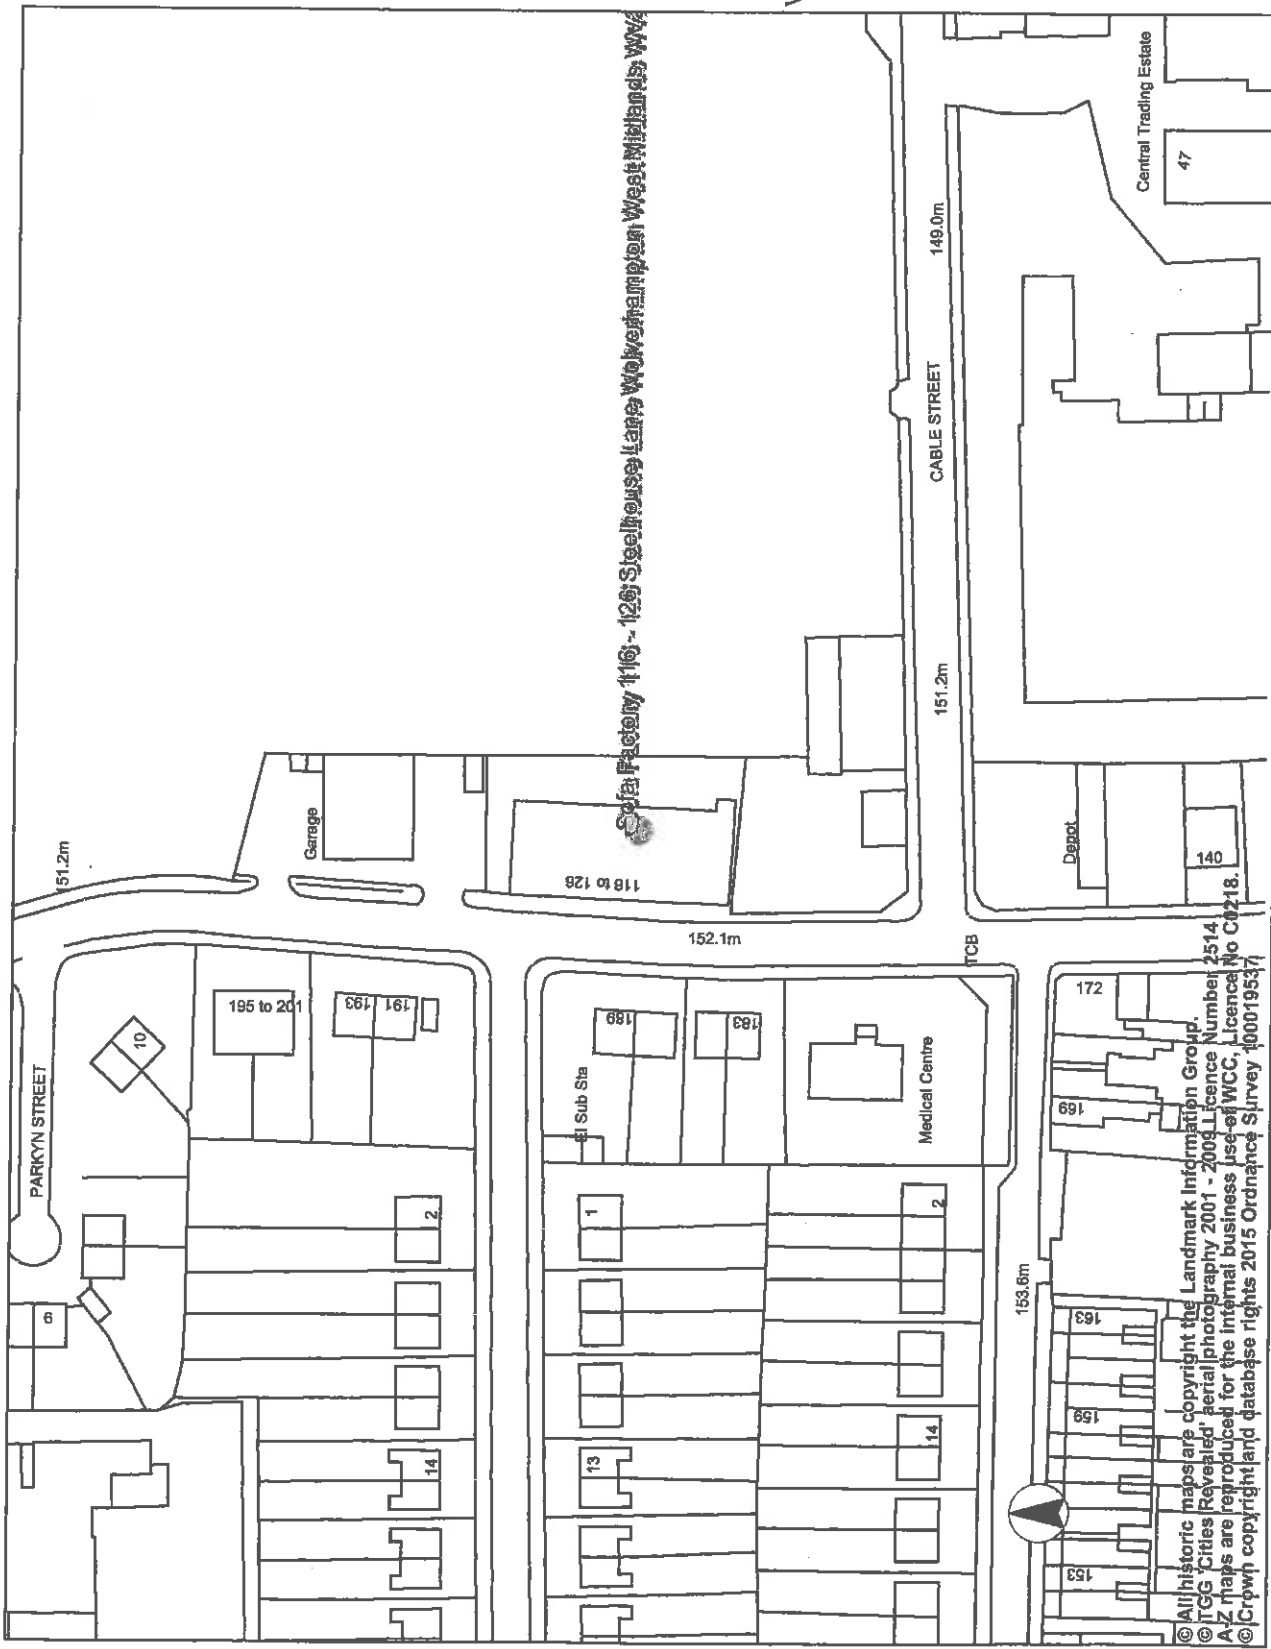 151.2m
PARKYN STREET
10
195 to 201
193
191
Garage
6
2
14
Sofa Factory 116 - 126 Steelhouse Lane Wolverhampton West Midlands WV
116 to 126
152.1m
El Sub Sta
189
183
1
13
Medical Centre
2
14
TCB
CABLE STREET
149.0m
151.2m
Central Trading Estate
47
Depot
140
172
169
153.6m
163
159
153
© All historic maps are copyright the Landmark Information Group.
© TGG 'Cities Revealed' aerial photography 2001 - 2009 Licence Number 2514
A-Z maps are reproduced for the internal business use of WCC, Licence No C0218.
© Crown copyright and database rights 2015 Ordnance Survey 100019537